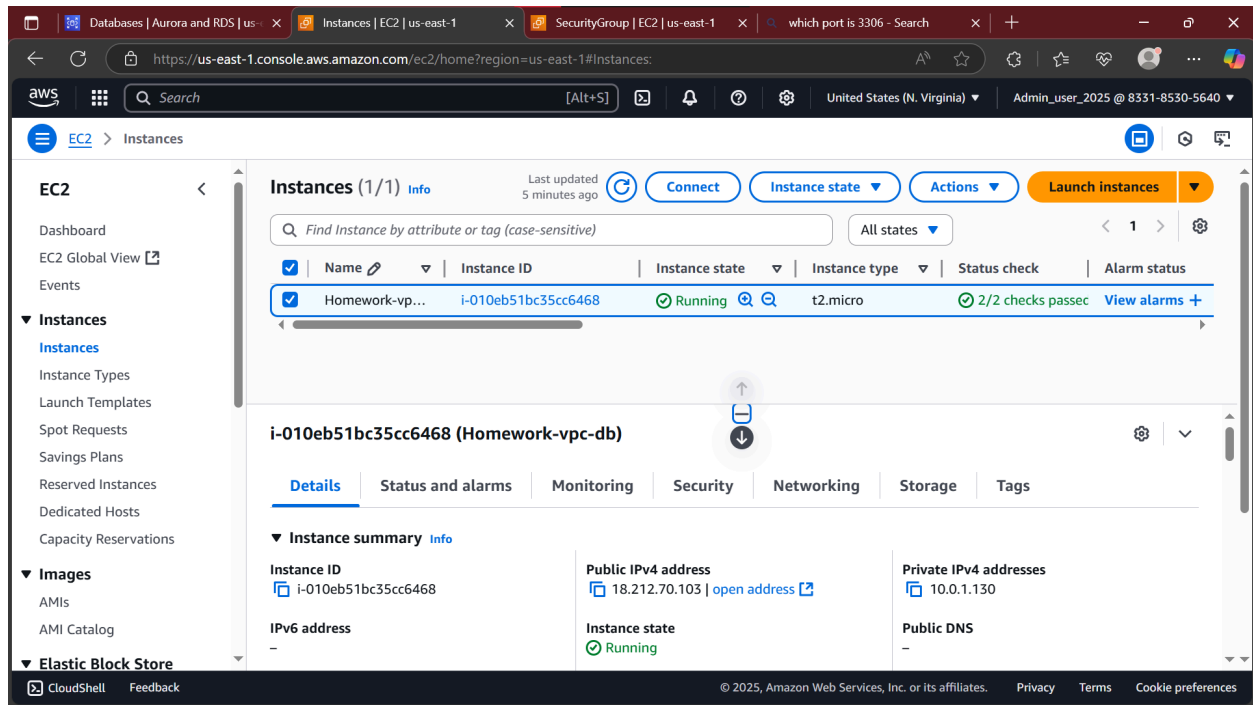 Databases | Aurora and RDS | us-e
Instances | EC2 | us-east-1
SecurityGroup | EC2 | us-east-1
which port is 3306 - Search
https://us-east-1.console.aws.amazon.com/ec2/home?region=us-east-1#Instances:
aws
Search
[Alt+S]
United States (N. Virginia)
Admin_user_2025 @ 8331-8530-5640
EC2 > Instances
EC2
Dashboard
EC2 Global View
Events
Instances
Instances
Instance Types
Launch Templates
Spot Requests
Savings Plans
Reserved Instances
Dedicated Hosts
Capacity Reservations
Images
AMIs
AMI Catalog
Elastic Block Store
Instances (1/1) Info
Last updated
5 minutes ago
Connect
Instance state
Actions
Launch instances
Find Instance by attribute or tag (case-sensitive)
All states
1
Name Instance ID Instance state Instance type Status check Alarm status
Homework-vp... i-010eb51bc35cc6468 Running t2.micro 2/2 checks passec View alarms +
i-010eb51bc35cc6468 (Homework-vpc-db)
Details Status and alarms Monitoring Security Networking Storage Tags
Instance summary Info
Instance ID
i-010eb51bc35cc6468
Public IPv4 address
18.212.70.103 | open address
Private IPv4 addresses
10.0.1.130
IPv6 address
–
Instance state
Running
Public DNS
–
CloudShell Feedback
© 2025, Amazon Web Services, Inc. or its affiliates. Privacy Terms Cookie preferences